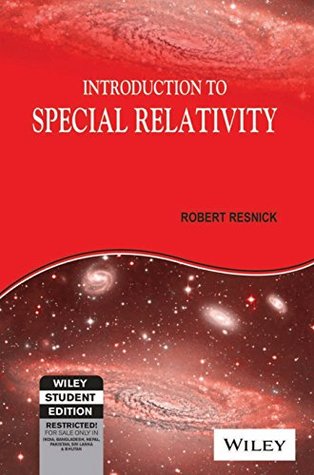 INTRODUCTION TO
SPECIAL RELATIVITY
ROBERT RESNICK
WILEY
STUDENT
EDITION
RESTRICTED!
FOR SALE ONLY IN
INDIA, BANGLADESH, NEPAL,
PAKISTAN, SRI LANKA
& BHUTAN
WILEY